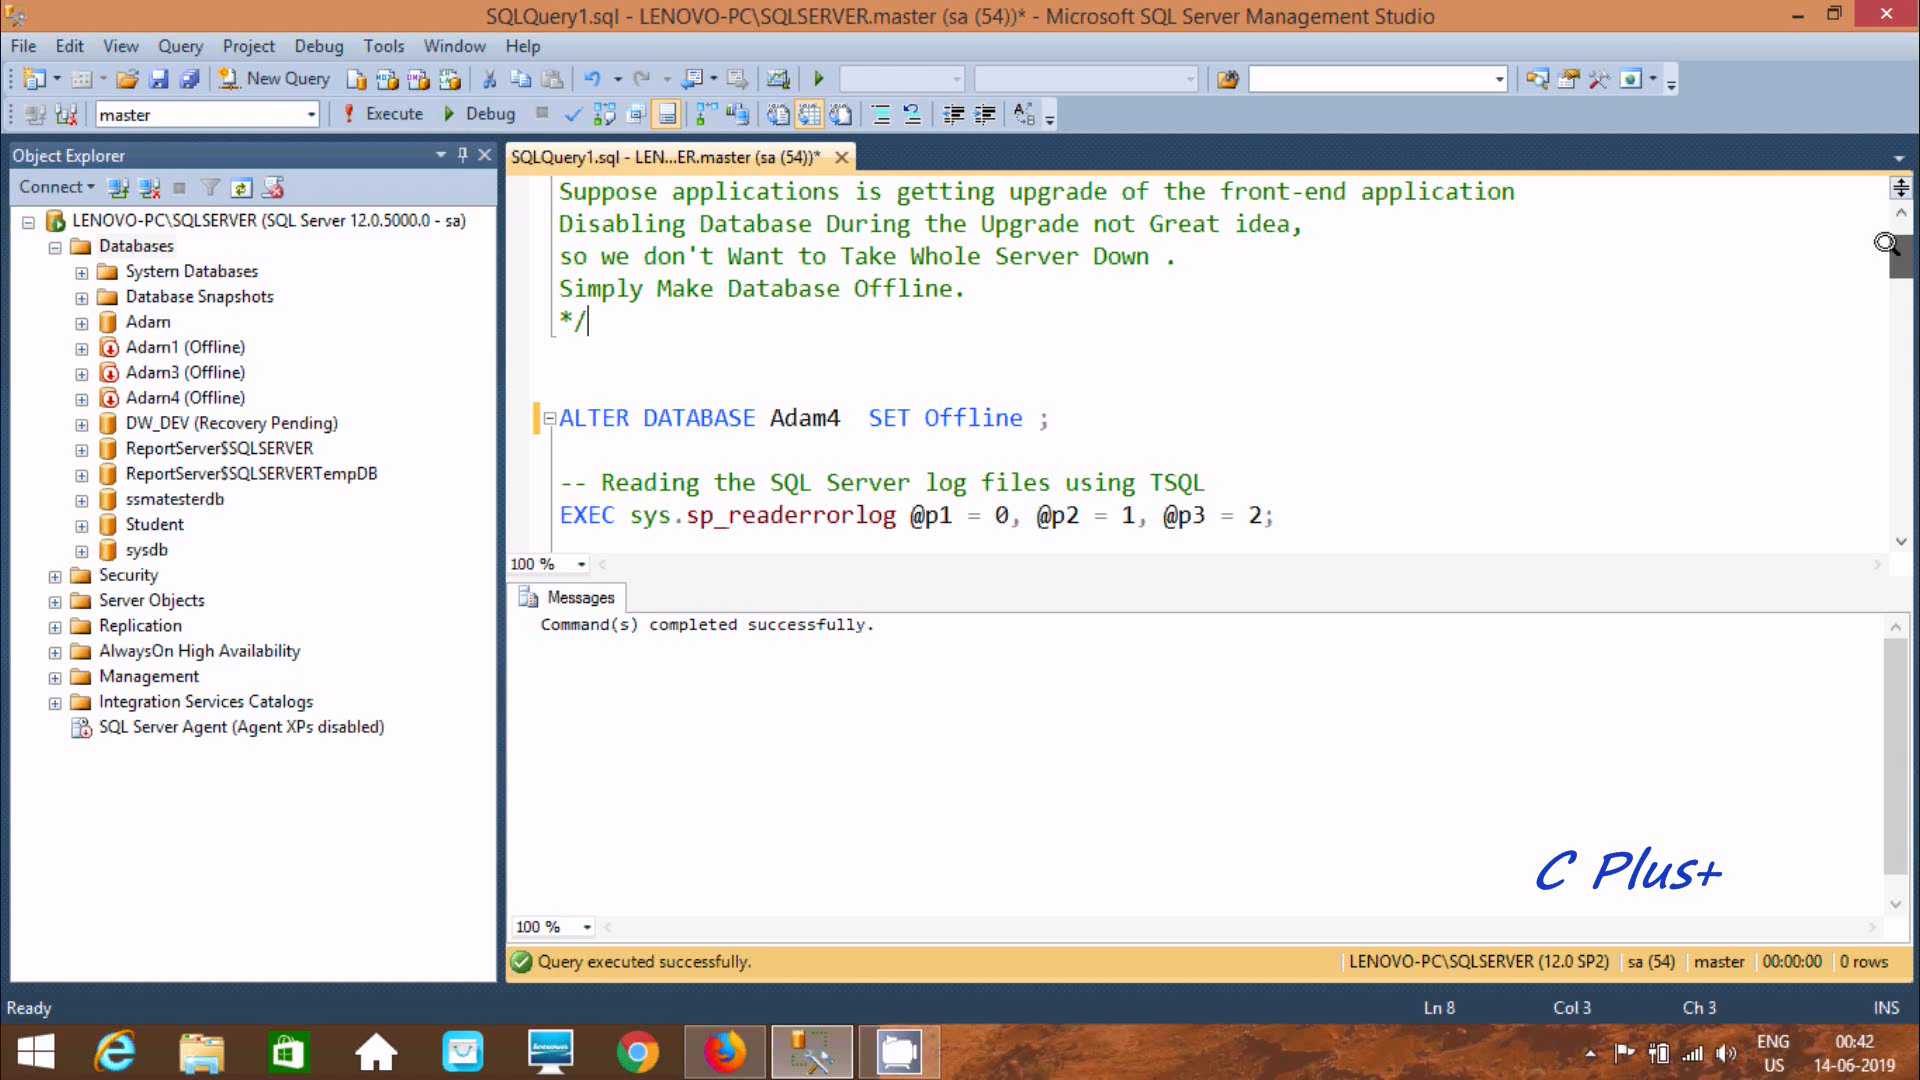 SQLQuery1.sql - LENOVO-PC\SQLSERVER.master (sa (54))* - Microsoft SQL Server Management Studio
File Edit View Query Project Debug Tools Window Help
New Query
master Execute Debug
Object Explorer
Connect
LENOVO-PC\SQLSERVER (SQL Server 12.0.5000.0 - sa)
Databases
System Databases
Database Snapshots
Adam
Adam1 (Offline)
Adam3 (Offline)
Adam4 (Offline)
DW_DEV (Recovery Pending)
ReportServer$SQLSERVER
ReportServer$SQLSERVERTempDB
ssmatesterdb
Student
sysdb
Security
Server Objects
Replication
AlwaysOn High Availability
Management
Integration Services Catalogs
SQL Server Agent (Agent XPs disabled)
SQLQuery1.sql - LEN...ER.master (sa (54))*
Suppose applications is getting upgrade of the front-end application
Disabling Database During the Upgrade not Great idea,
so we don't Want to Take Whole Server Down .
Simply Make Database Offline.
*/
ALTER DATABASE Adam4  SET Offline ;
-- Reading the SQL Server log files using TSQL
EXEC sys.sp_readerrorlog @p1 = 0, @p2 = 1, @p3 = 2;
100 %
Messages
Command(s) completed successfully.
C Plus+
100 %
Query executed successfully. LENOVO-PC\SQLSERVER (12.0 SP2) sa (54) master 00:00:00 0 rows
Ready Ln 8 Col 3 Ch 3 INS
ENG 00:42
US 14-06-2019